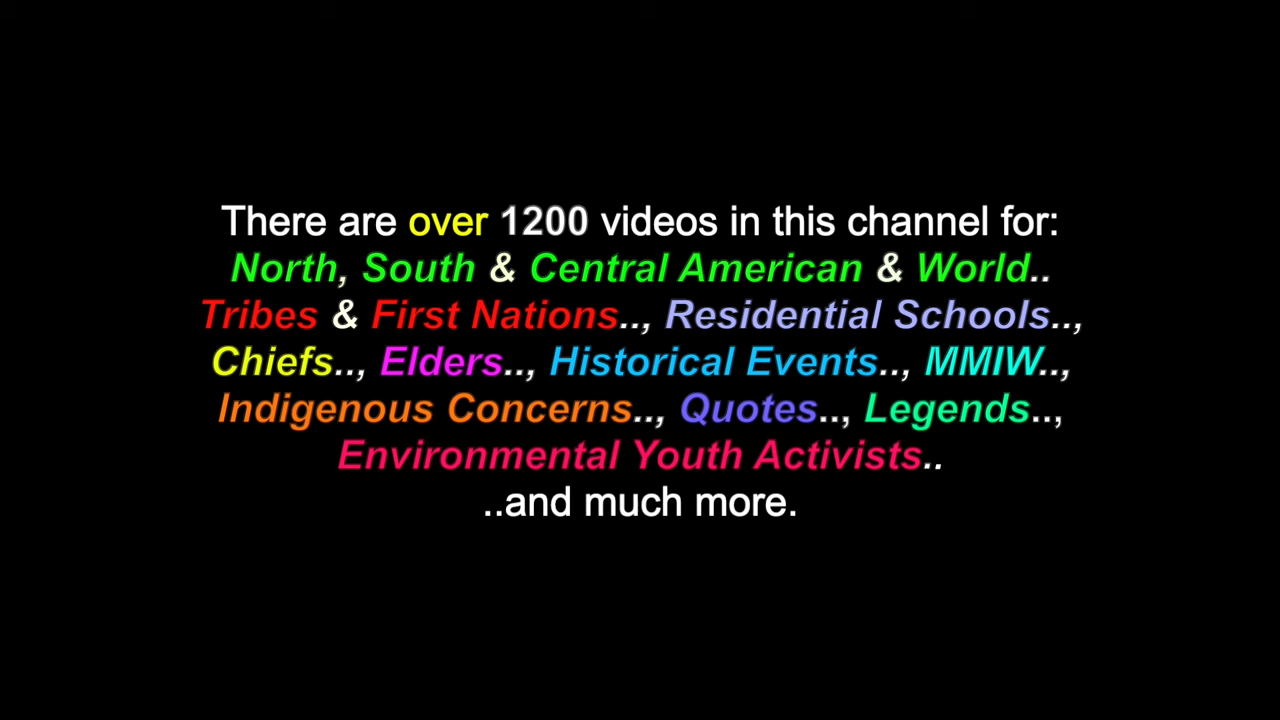 There are over 1200 videos in this channel for:
North, South & Central American & World..
Tribes & First Nations.., Residential Schools..,
Chiefs.., Elders.., Historical Events.., MMIW..,
Indigenous Concerns.., Quotes.., Legends..,
Environmental Youth Activists..
..and much more.